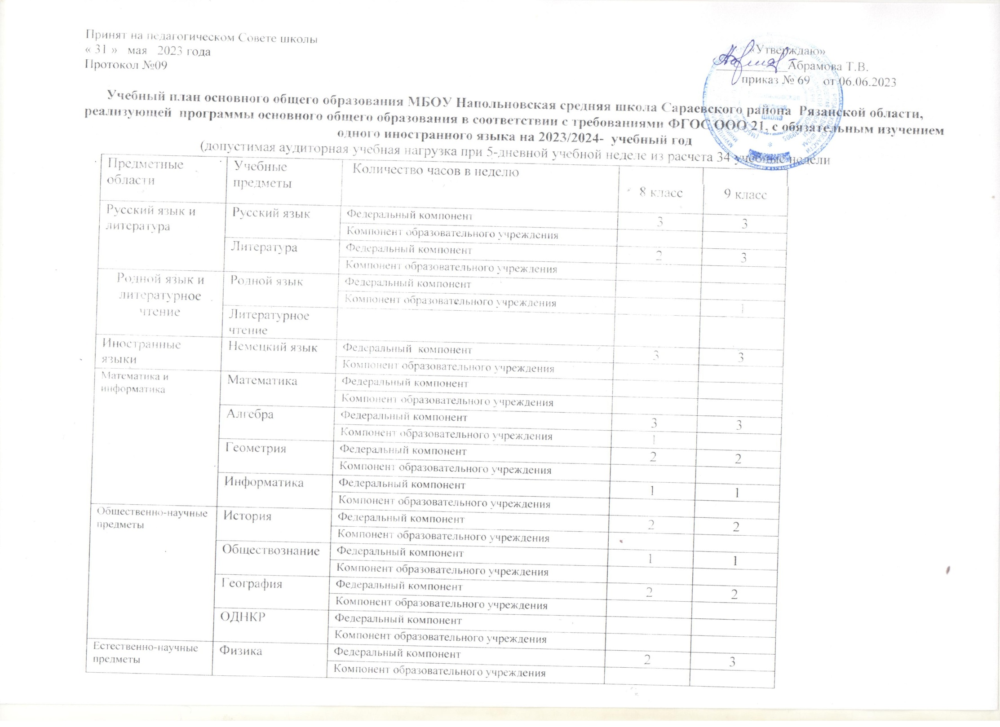 Принят на педагогическом Совете школы
« 31 »   мая   2023 года
Протокол №09
«Утверждаю»
____________Абрамова Т.В.
приказ № 69    от 06.06.2023
Учебный план основного общего образования МБОУ Напольновская средняя школа Сараевского района  Рязанской области,
реализующей  программы основного общего образования в соответствии с требованиями ФГОС ООО 21, с обязательным изучением
одного иностранного языка на 2023/2024-  учебный год
(допустимая аудиторная учебная нагрузка при 5-дневной учебной неделе из расчета 34 учебные недели
Предметные области Учебные предметы Количество часов в неделю 8 класс 9 класс
Русский язык и литература Русский язык Федеральный компонент 3 3
Компонент образовательного учреждения
Литература Федеральный компонент 2 3
Компонент образовательного учреждения
Родной язык и литературное чтение Родной язык Федеральный компонент
Компонент образовательного учреждения 1
Литературное чтение
Иностранные языки Немецкий язык Федеральный  компонент 3 3
Компонент образовательного учреждения
Математика и информатика Математика Федеральный компонент
Компонент образовательного учреждения
Алгебра Федеральный компонент 3 3
Компонент образовательного учреждения 1
Геометрия Федеральный компонент 2 2
Компонент образовательного учреждения
Информатика Федеральный компонент 1 1
Компонент образовательного учреждения
Общественно-научные предметы История Федеральный компонент 2 2
Компонент образовательного учреждения
Обществознание Федеральный компонент 1 1
Компонент образовательного учреждения
География Федеральный компонент 2 2
Компонент образовательного учреждения
ОДНКР Федеральный компонент
Компонент образовательного учреждения
Естественно-научные предметы Физика Федеральный компонент 2 3
Компонент образовательного учреждения